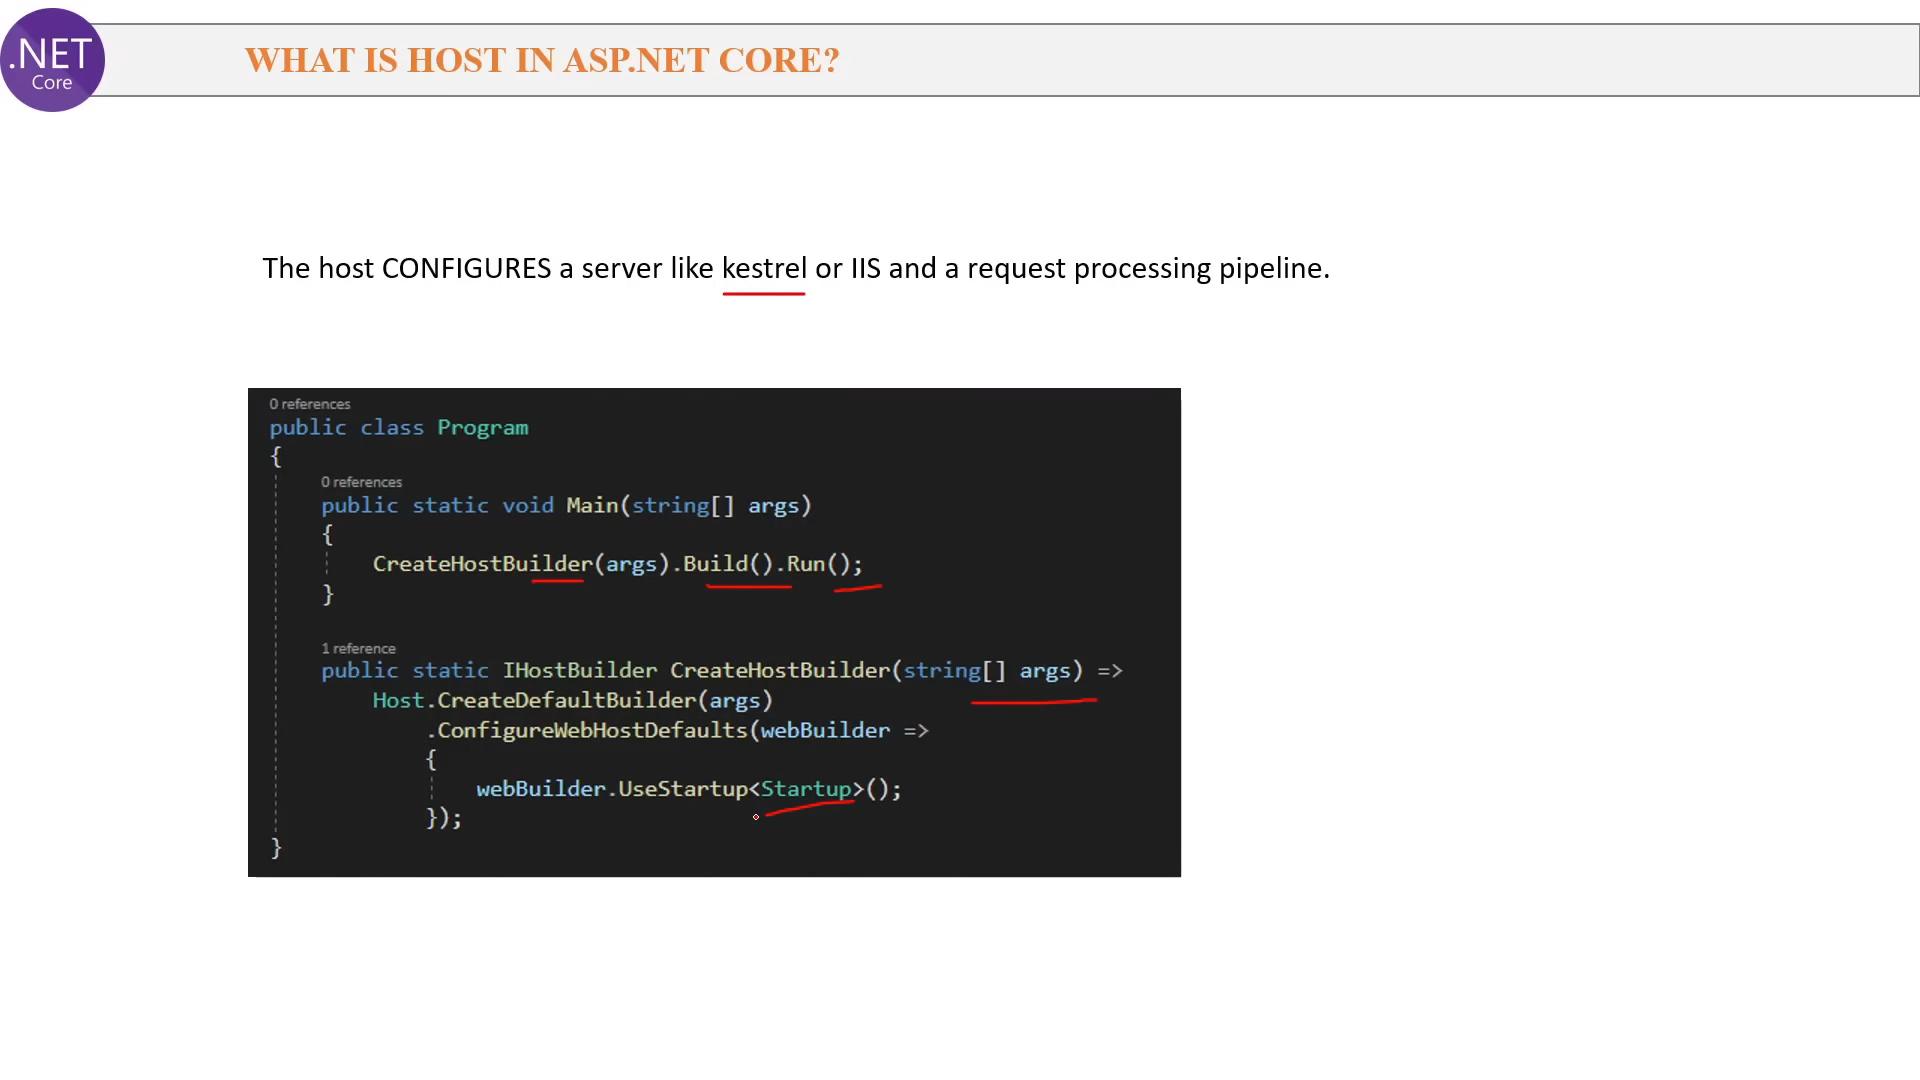 .NET
Core
WHAT IS HOST IN ASP.NET CORE?
The host CONFIGURES a server like kestrel or IIS and a request processing pipeline.
0 references
public class Program
{
0 references
public static void Main(string[] args)
{
CreateHostBuilder(args).Build().Run();
}
1 reference
public static IHostBuilder CreateHostBuilder(string[] args) =>
Host.CreateDefaultBuilder(args)
.ConfigureWebHostDefaults(webBuilder =>
{
webBuilder.UseStartup<Startup>();
});
}